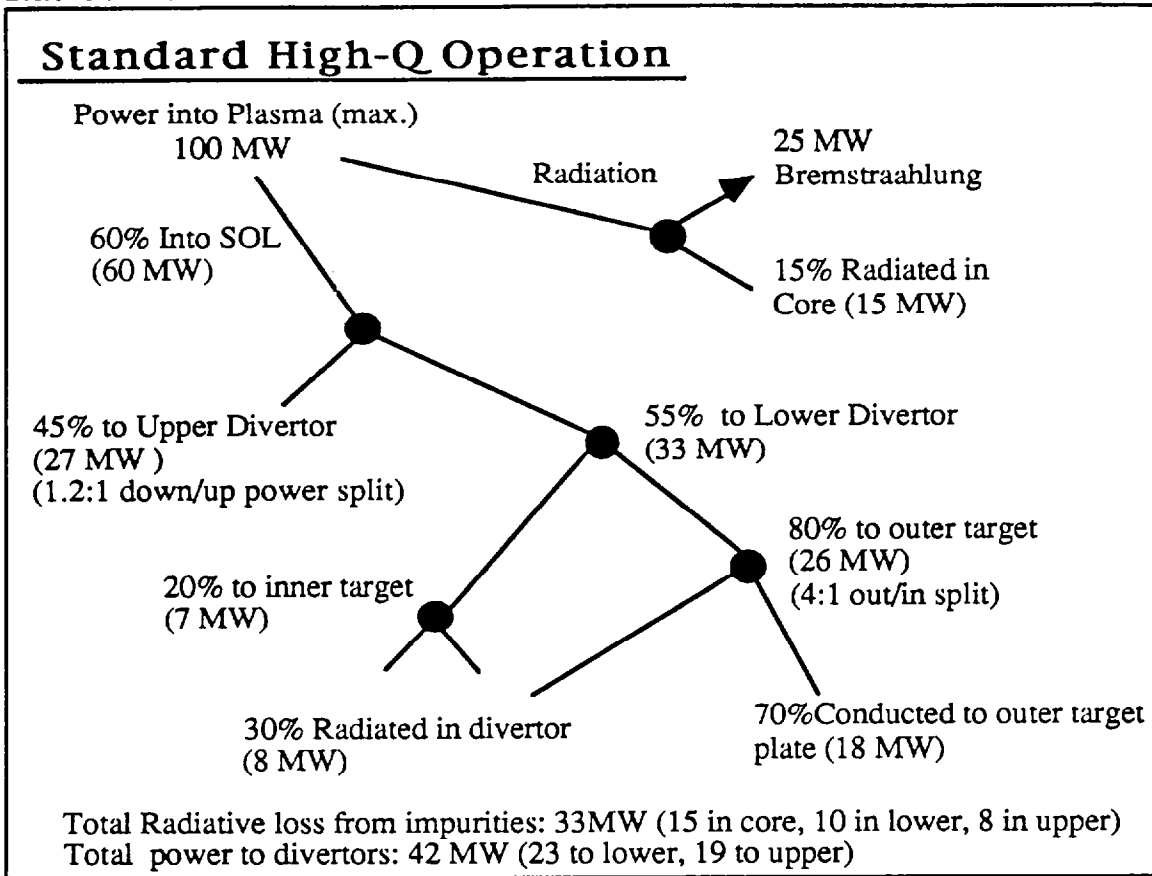 Standard High-Q Operation
Power into Plasma (max.)
100 MW
Radiation
25 MW
Bremstraahlung
60% Into SOL
(60 MW)
15% Radiated in
Core (15 MW)
45% to Upper Divertor
(27 MW )
(1.2:1 down/up power split)
55% to Lower Divertor
(33 MW)
20% to inner target
(7 MW)
80% to outer target
(26 MW)
(4:1 out/in split)
30% Radiated in divertor
(8 MW)
70%Conducted to outer target
plate (18 MW)
Total Radiative loss from impurities: 33MW (15 in core, 10 in lower, 8 in upper)
Total power to divertors: 42 MW (23 to lower, 19 to upper)